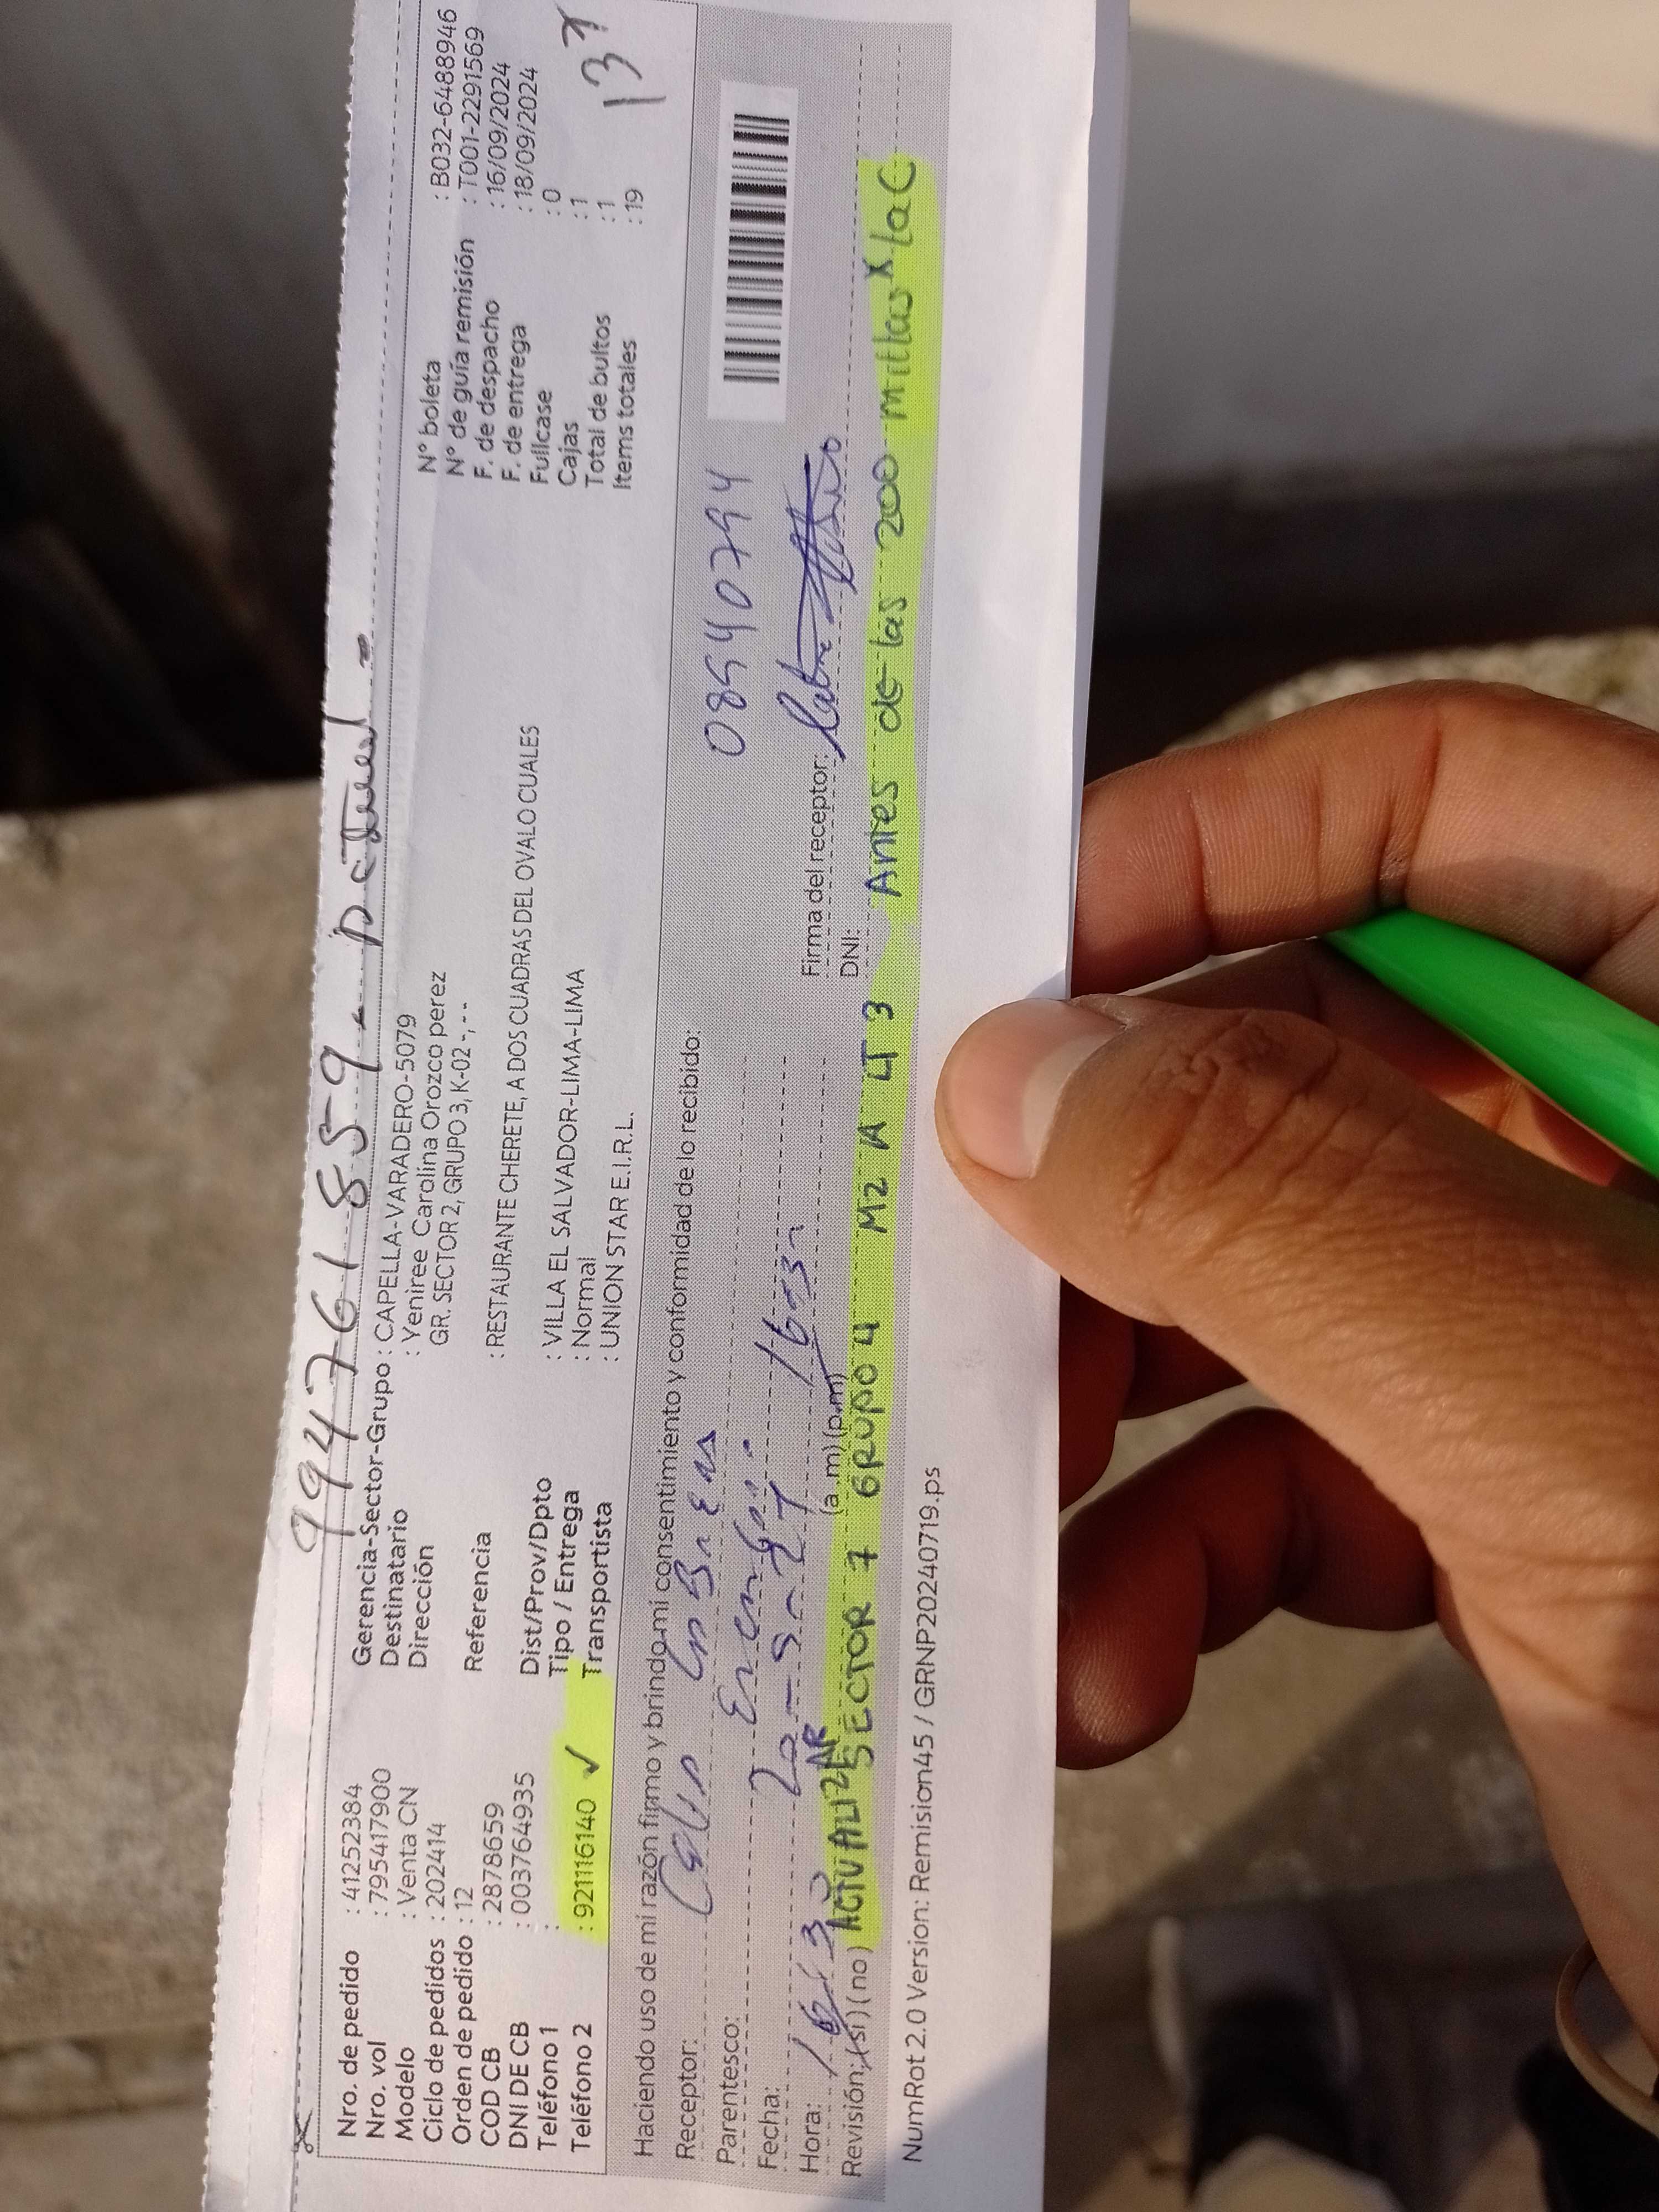 994761859 - pctual -
Nro. de pedido : 41252384
Nro. vol : 795417900
Modelo : Venta CN
Ciclo de pedidos : 202414
Orden de pedido : 12
COD CB : 2878659
DNI DE CB : 003764935
Teléfono 1 :
Teléfono 2 : 921116140 ✓
Gerencia-Sector-Grupo : CAPELLA-VARADERO-5079
Destinatario : Yeniree Carolina Orozco perez
Dirección GR. SECTOR 2, GRUPO 3, K-02 -, - -
Referencia : RESTAURANTE CHERETE, A DOS CUADRAS DEL OVALO CUALES
Dist/Prov/Dpto : VILLA EL SALVADOR-LIMA-LIMA
Tipo / Entrega : Normal
Transportista : UNION STAR E.I.R.L.
N° boleta : B032-6488946
N° de guía remisión : T001-2291569
F. de despacho : 16/09/2024
F. de entrega : 18/09/2024
Fullcase : 0
Cajas : 1
Total de bultos : 1
Items totales : 19
137
Haciendo uso de mi razón firmo y brindo mi consentimiento y conformidad de lo recibido:
Receptor:
08540794
Parentesco:
Fecha:
Hora: (a.m) (p.m)
Firma del receptor:
Revisión: (si) (no)
DNI:
ACTUALIZAR SECTOR 7 GRUPO 4 MZ A LT 3 Antes de las 200 millas x la C
NumRot 2.0 Version: Remision45 / GRNP20240719.ps